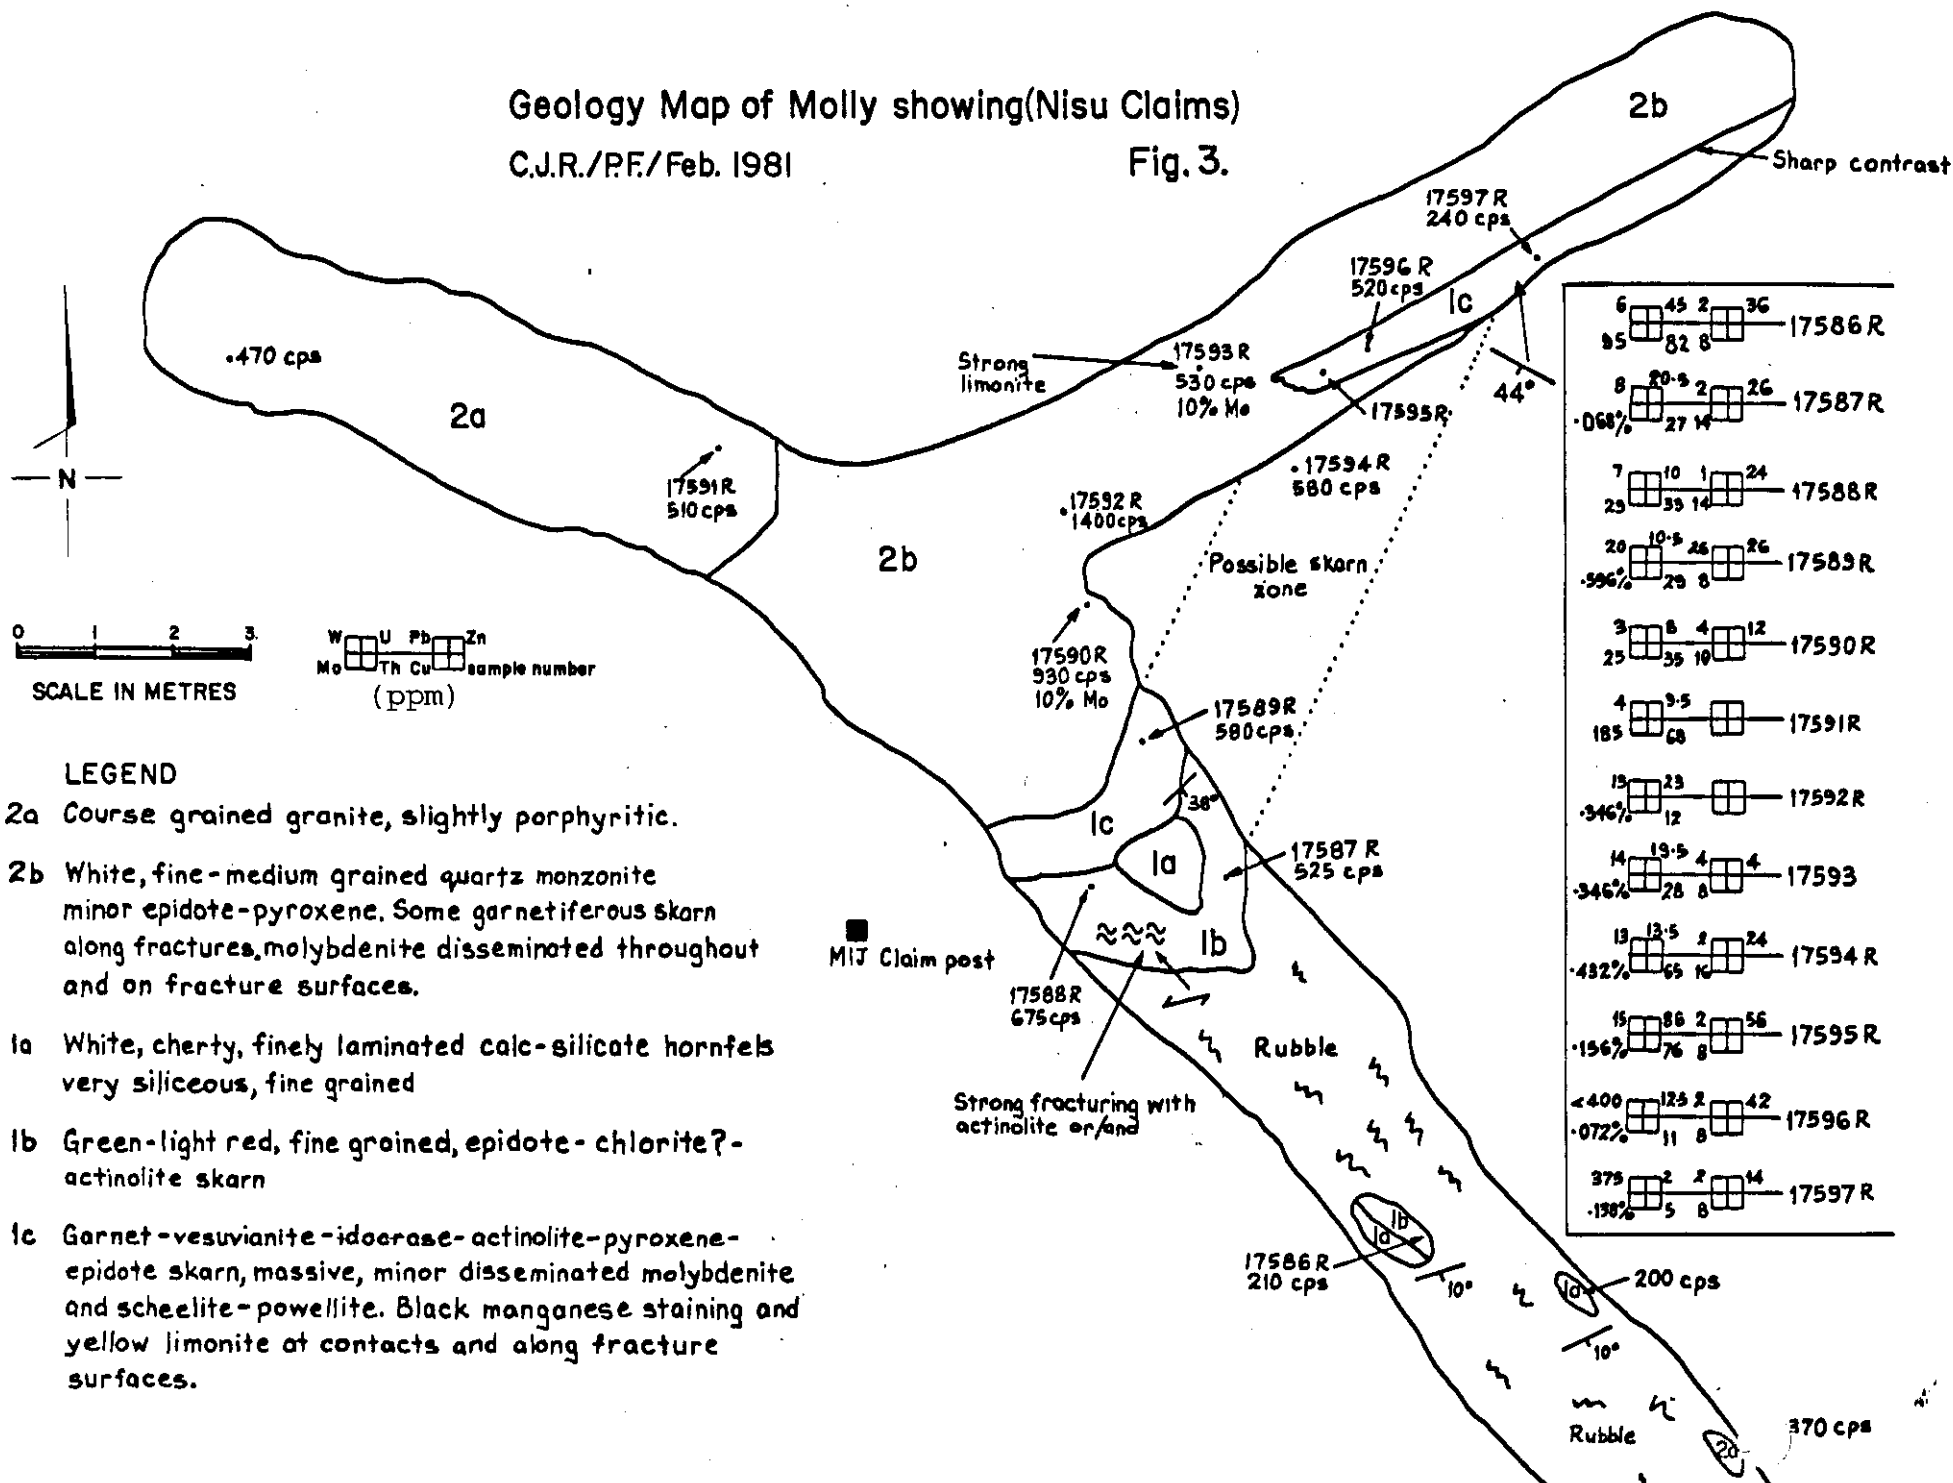 Geology Map of Molly showing(Nisu Claims)
C.J.R./P.F./Feb. 1981
Fig. 3.
2b
Sharp contrast
17597 R
240 cps
17596 R
520 cps
1c
Strong
limonite
17593 R
530 cps
10% Mo
17595R
44°
.470 cps
2a
17591R
510 cps
17594 R
580 cps
17592 R
1400cps
2b
Possible skarn
zone
N
0 1 2 3.
SCALE IN METRES
W U Pb Zn
Mo Th Cu sample number
(ppm)
17590R
930 cps
10% Mo
17589R
580cps
38°
1c
1a
17587 R
525 cps
1b
MIJ Claim post
17588R
675cps
Rubble
Strong fracturing with
actinolite or/and
1b
1a
17586R
210 cps
10°
1a
200 cps
10°
Rubble
2a
370 cps
LEGEND
2a Course grained granite, slightly porphyritic.
2b White, fine-medium grained quartz monzonite
minor epidote-pyroxene. Some garnetiferous skarn
along fractures, molybdenite disseminated throughout
and on fracture surfaces.
1a White, cherty, finely laminated calc-silicate hornfels
very siliceous, fine grained
1b Green-light red, fine grained, epidote-chlorite?-
actinolite skarn
1c Garnet-vesuvianite-idocrase-actinolite-pyroxene-
epidote skarn, massive, minor disseminated molybdenite
and scheelite-powellite. Black manganese staining and
yellow limonite at contacts and along fracture
surfaces.
6 45 2 36
95 82 8 17586R
8 20.5 2 26
.068% 27 14 17587R
7 10 1 24
29 39 14 17588R
20 10.5 26 26
.596% 29 8 17589R
3 8 4 12
25 35 10 17590R
4 9.5
185 68 17591R
23
.346% 12 17592R
14 19.5 4 4
.346% 28 8 17593
13 13.5 2 24
.432% 65 16 17594R
15 86 2 56
.156% 76 8 17595R
<400 125 2 42
.072% 11 8 17596R
375 2 2 14
.138% 5 8 17597R